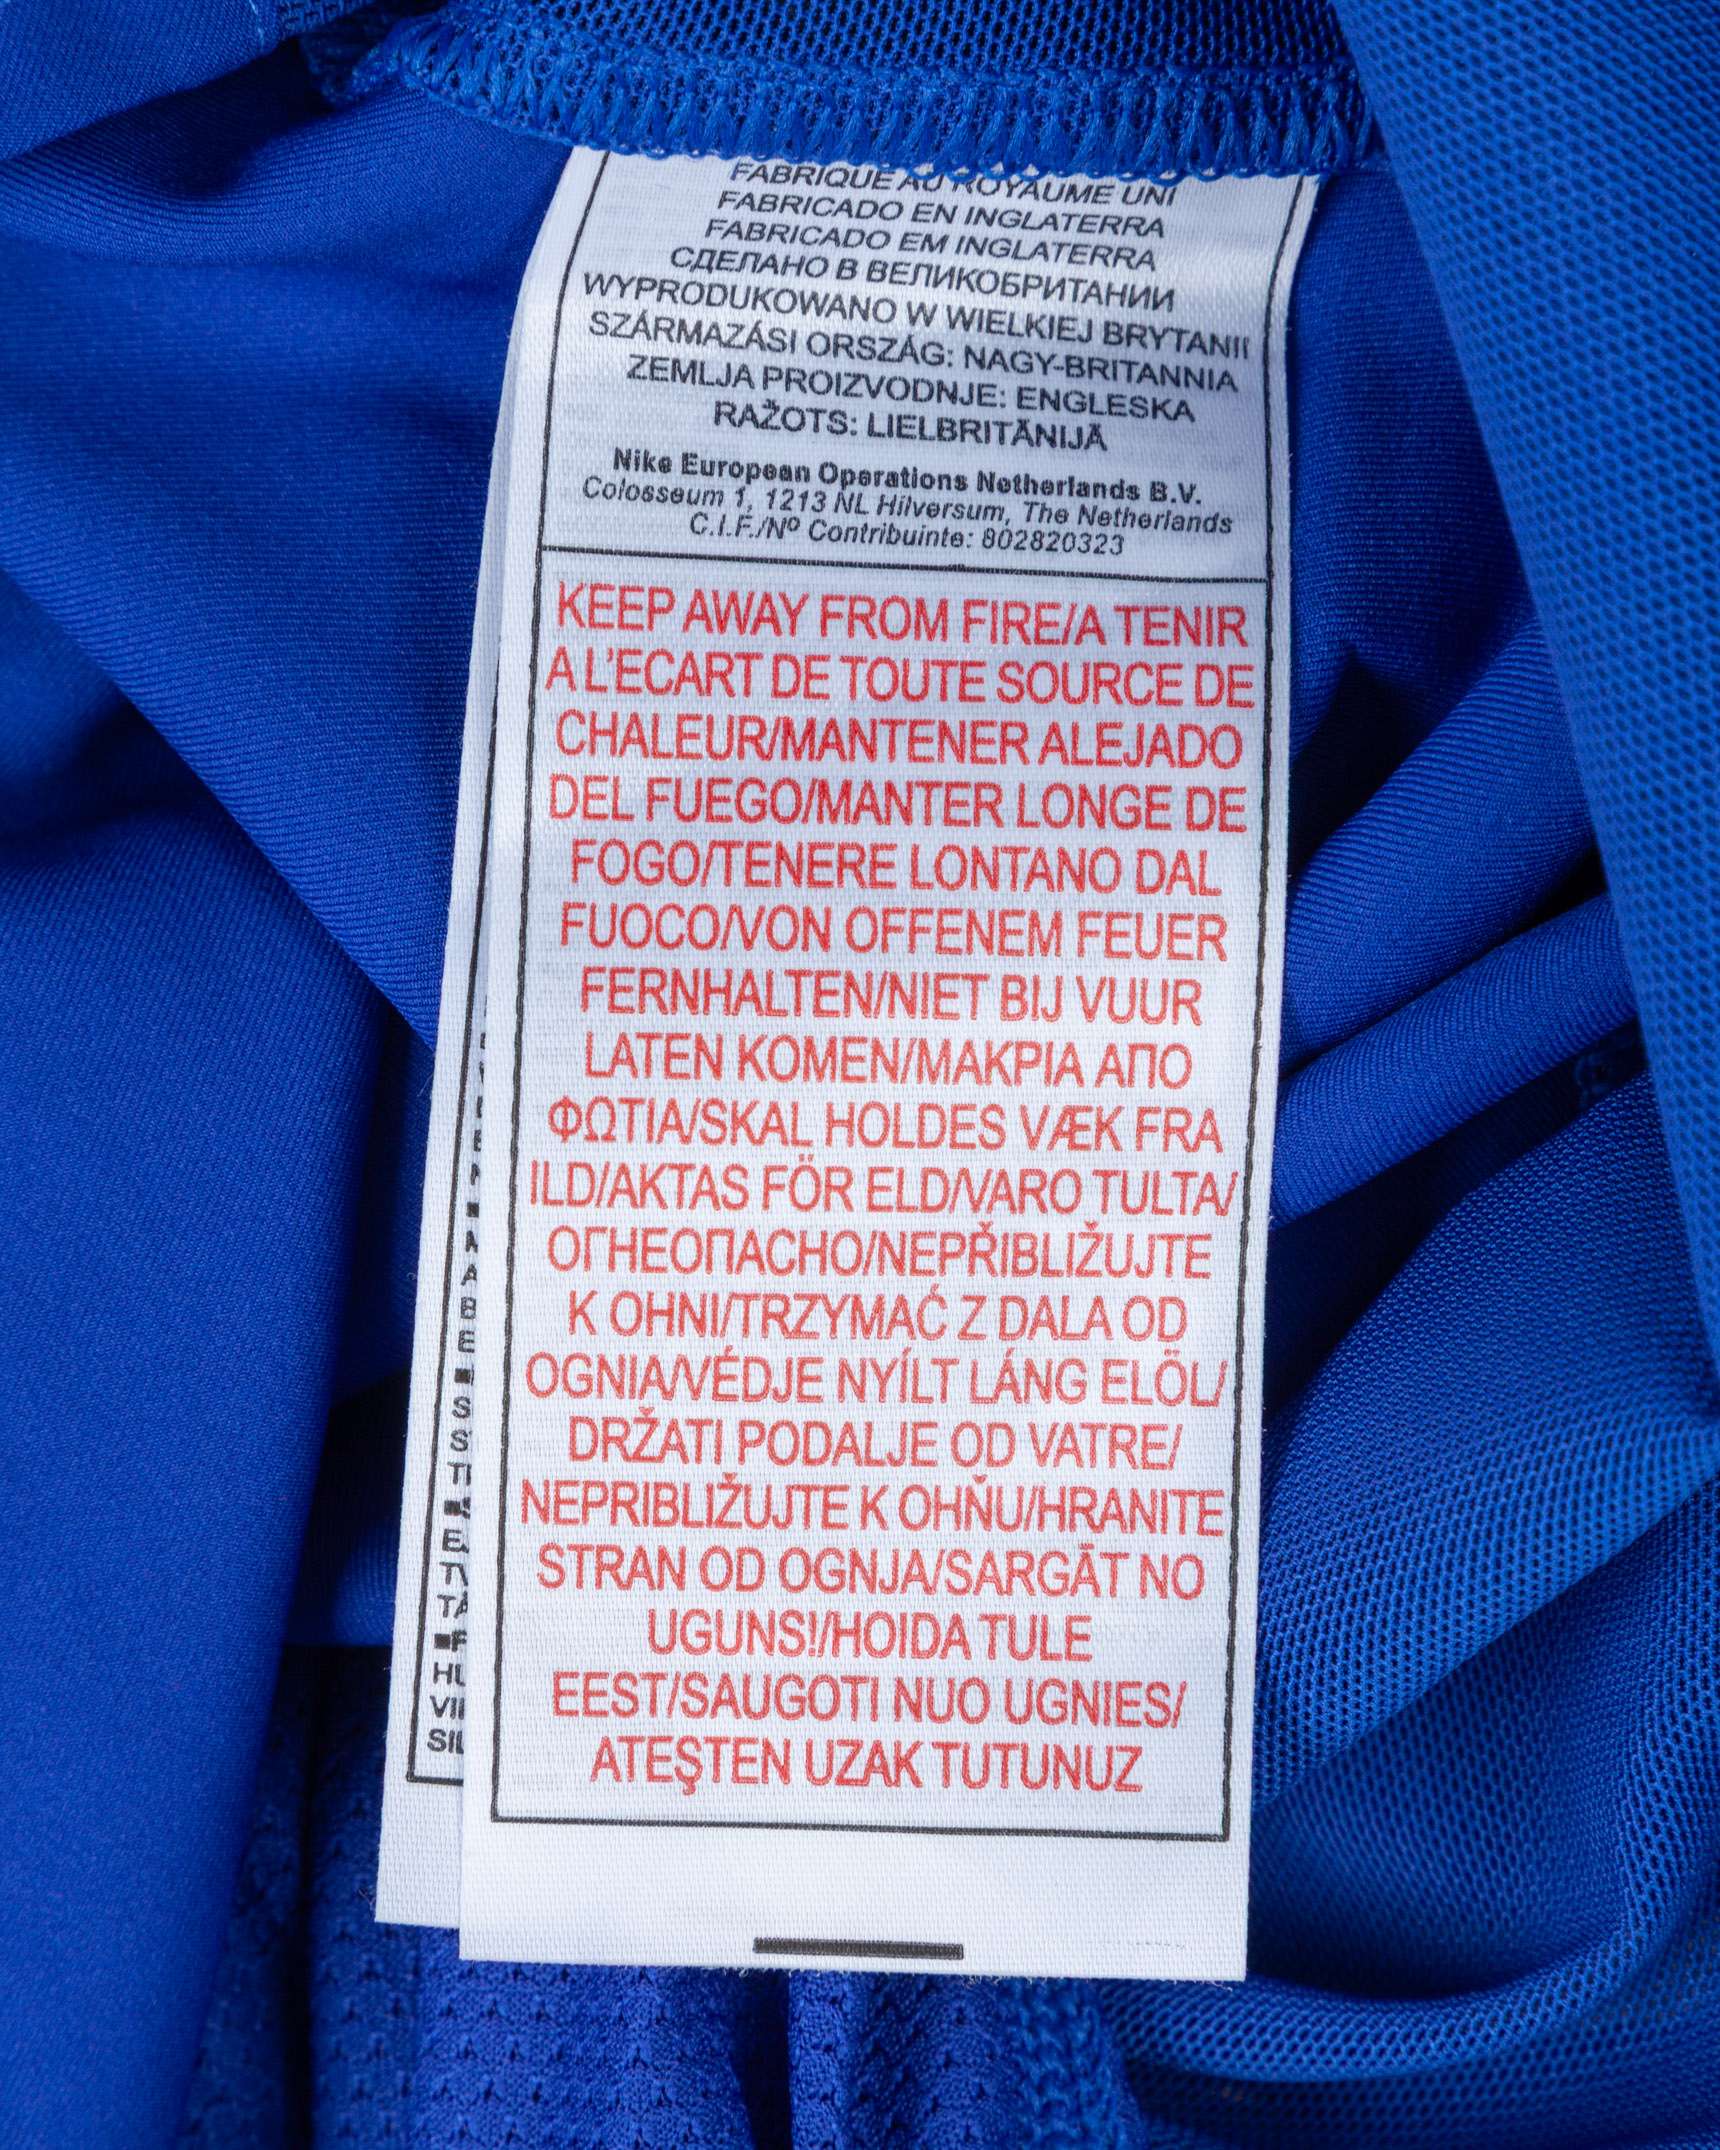 FABRIQUE AU ROYAUME UNI
FABRICADO EN INGLATERRA
FABRICADO EM INGLATERRA
СДЕЛАНО В ВЕЛИКОБРИТАНИИ
WYPRODUKOWANO W WIELKIEJ BRYTANII
SZÁRMAZÁSI ORSZÁG: NAGY-BRITANNIA
ZEMLJA PROIZVODNJE: ENGLESKA
RAŽOTS: LIELBRITĀNIJĀ
Nike European Operations Netherlands B.V.
Colosseum 1, 1213 NL Hilversum, The Netherlands
C.I.F./Nº Contribuinte: 802820323
KEEP AWAY FROM FIRE/A TENIR
A L'ECART DE TOUTE SOURCE DE
CHALEUR/MANTENER ALEJADO
DEL FUEGO/MANTER LONGE DE
FOGO/TENERE LONTANO DAL
FUOCO/VON OFFENEM FEUER
FERNHALTEN/NIET BIJ VUUR
LATEN KOMEN/ΜΑΚΡΙΑ ΑΠΟ
ΦΩΤΙΑ/SKAL HOLDES VÆK FRA
ILD/AKTAS FÖR ELD/VARO TULTA/
ОГНЕОПАСНО/NEPŘIBLIŽUJTE
K OHNI/TRZYMAĆ Z DALA OD
OGNIA/VÉDJE NYÍLT LÁNG ELÖL/
DRŽATI PODALJE OD VATRE/
NEPRIBLIŽUJTE K OHŇU/HRANITE
STRAN OD OGNJA/SARGĀT NO
UGUNS!/HOIDA TULE
EEST/SAUGOTI NUO UGNIES/
ATEŞTEN UZAK TUTUNUZ